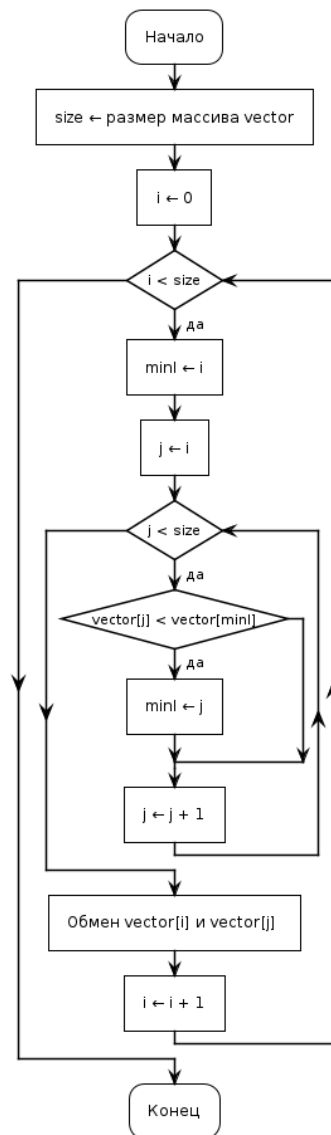 Начало
size ← размер массива vector
i ← 0
i < size
да
minI ← i
j ← i
j < size
да
vector[j] < vector[minI]
да
minI ← j
j ← j + 1
Обмен vector[i] и vector[j]
i ← i + 1
Конец